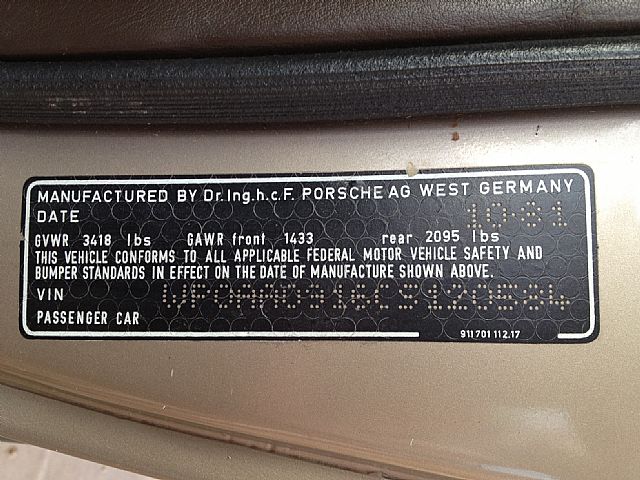 MANUFACTURED BY Dr.Ing.h.c.F. PORSCHE AG WEST GERMANY
DATE 10-81
GVWR 3418 lbs GAWR front 1433 rear 2095 lbs
THIS VEHICLE CONFORMS TO ALL APPLICABLE FEDERAL MOTOR VEHICLE SAFETY AND
BUMPER STANDARDS IN EFFECT ON THE DATE OF MANUFACTURE SHOWN ABOVE.
VIN WP0AA0916CS120584
PASSENGER CAR 911 701 112.17